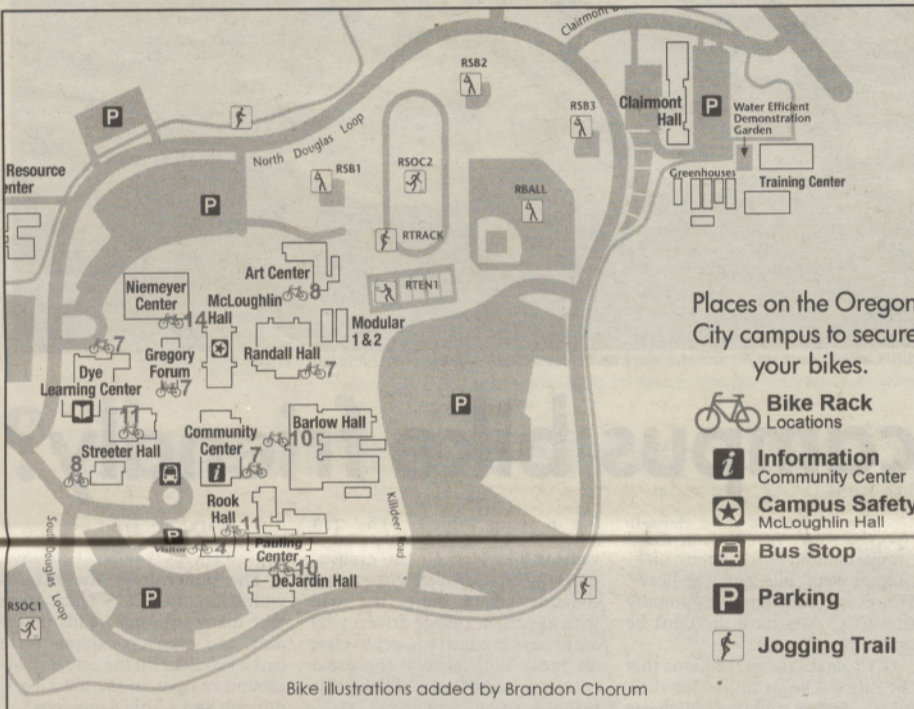 Clairmont
RSB2
RSB3
Clairmont
Hall
P
Water Efficient
Demonstration
Garden
P
North Douglas Loop
RSB1
RSOC2
Greenhouses
Training Center
Resource
P
RBALL
RTRACK
Art Center
8
RTEN1
Niemeyer
Center
14
McLoughlin
Hall
Modular
1 & 2
Randall Hall
7
7
Dye
Learning Center
Gregory
Forum
7
P
11
Streeter Hall
8
Community
Center
7
i
10
Barlow Hall
Rook
Hall
11
Killdeer Road
P
Visitor
4
Pauling
Center
10
DeJardin Hall
South Douglas Loop
P
RSOC1
Places on the Oregon
City campus to secure
your bikes.
Bike Rack
Locations
i Information
Community Center
Campus Safety
McLoughlin Hall
Bus Stop
P Parking
Jogging Trail
Bike illustrations added by Brandon Chorum